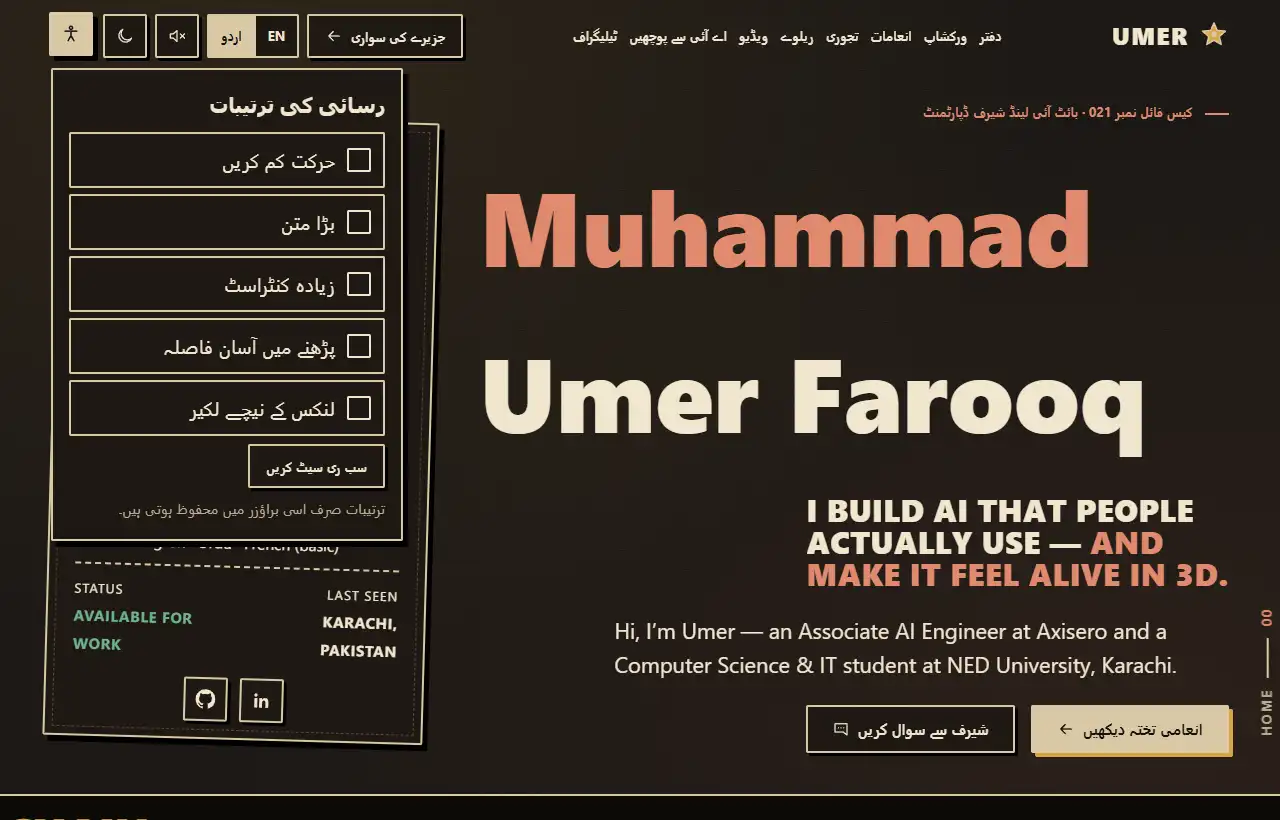 UMER
دفتر ورکشاپ انعامات تجوری ریلوے ویڈیو اے آئی سے پوچھیں ٹیلیگراف
جزیرے کی سواری
EN اردو
کیس فائل نمبر 021 · بائٹ آئی لینڈ شیرف ڈپارٹمنٹ
Muhammad
Umer Farooq
I BUILD AI THAT PEOPLE
ACTUALLY USE — AND
MAKE IT FEEL ALIVE IN 3D.
Hi, I’m Umer — an Associate AI Engineer at Axisero and a
Computer Science & IT student at NED University, Karachi.
انعامی تختہ دیکھیں
شیرف سے سوال کریں
HOME 00
رسائی کی ترتیبات
حرکت کم کریں
بڑا متن
زیادہ کنٹراسٹ
پڑھنے میں آسان فاصلہ
لنکس کے نیچے لکیر
سب ری سیٹ کریں
ترتیبات صرف اسی براؤزر میں محفوظ ہوتی ہیں۔
French (basic)
STATUS
AVAILABLE FOR
WORK
LAST SEEN
KARACHI,
PAKISTAN
in